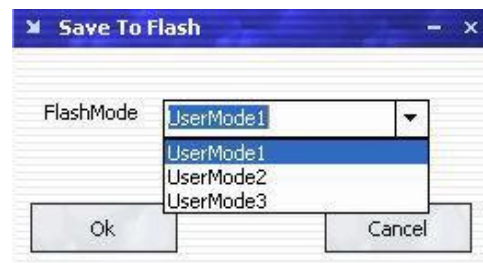 Save To Flash
FlashMode UserMode1
UserMode1
UserMode2
UserMode3
Ok Cancel